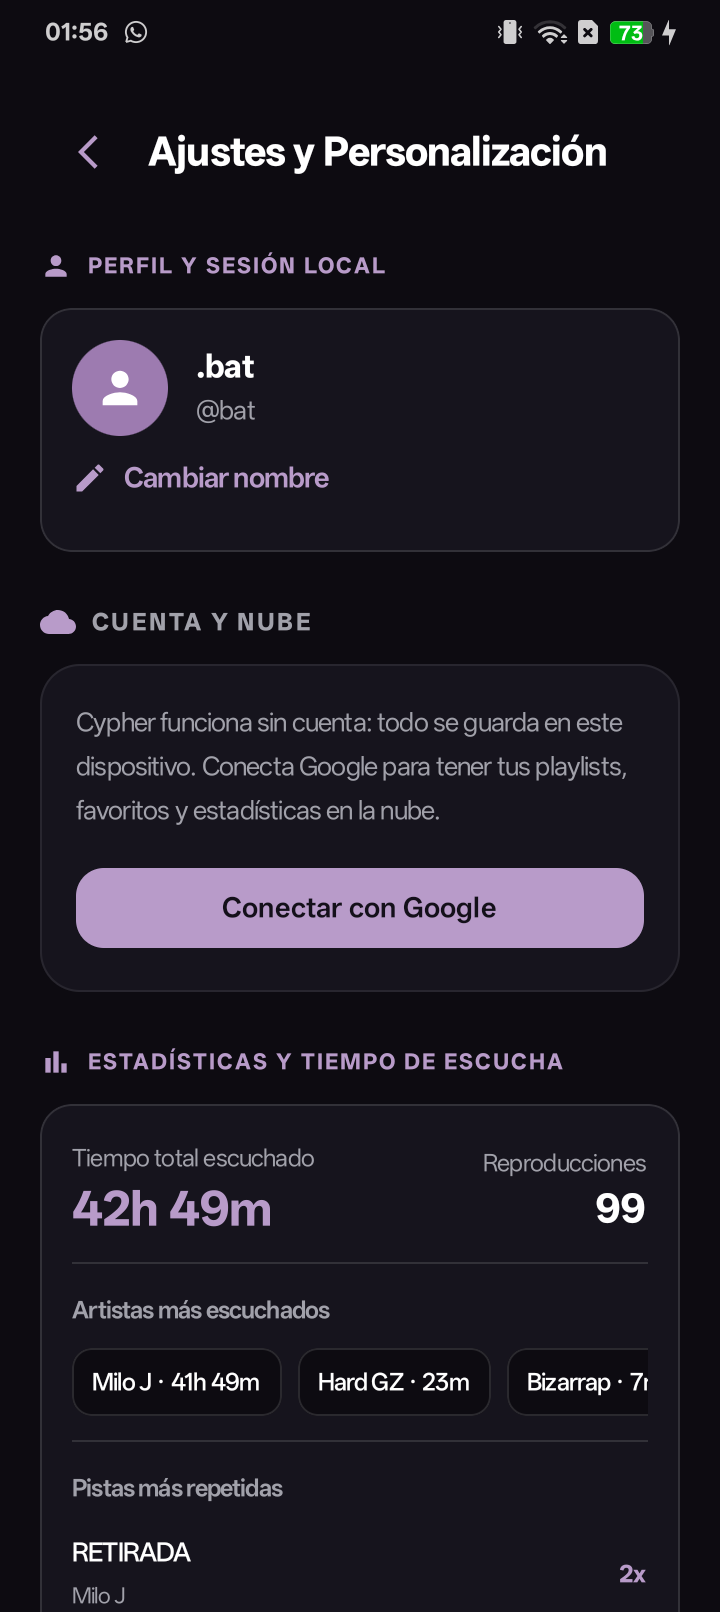 01:56
73
Ajustes y Personalización
PERFIL Y SESIÓN LOCAL
.bat
@bat
Cambiar nombre
CUENTA Y NUBE
Cypher funciona sin cuenta: todo se guarda en este
dispositivo. Conecta Google para tener tus playlists,
favoritos y estadísticas en la nube.
Conectar con Google
ESTADÍSTICAS Y TIEMPO DE ESCUCHA
Tiempo total escuchado
Reproducciones
42h 49m
99
Artistas más escuchados
Milo J · 41h 49m
Hard GZ · 23m
Bizarrap · 7
Pistas más repetidas
RETIRADA
2x
Milo J